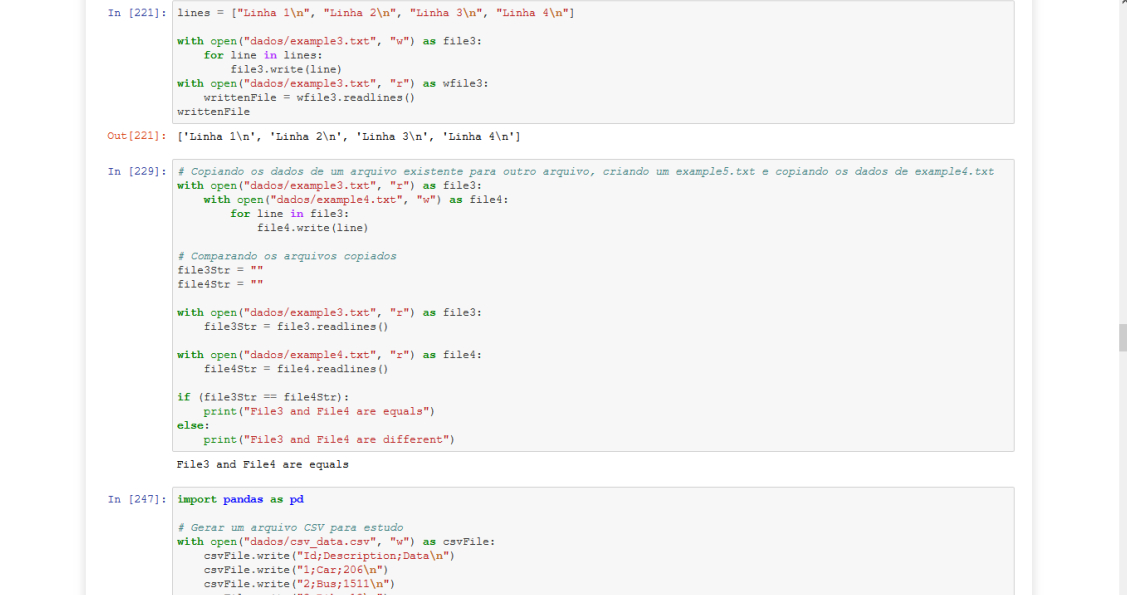 In [221]: lines = ["Linha 1\n", "Linha 2\n", "Linha 3\n", "Linha 4\n"]

with open("dados/example3.txt", "w") as file3:
    for line in lines:
        file3.write(line)
with open("dados/example3.txt", "r") as wfile3:
    writtenFile = wfile3.readlines()
writtenFile
Out[221]: ['Linha 1\n', 'Linha 2\n', 'Linha 3\n', 'Linha 4\n']
In [229]: # Copiando os dados de um arquivo existente para outro arquivo, criando um example5.txt e copiando os dados de example4.txt
with open("dados/example3.txt", "r") as file3:
    with open("dados/example4.txt", "w") as file4:
        for line in file3:
            file4.write(line)

# Comparando os arquivos copiados
file3Str = ""
file4Str = ""

with open("dados/example3.txt", "r") as file3:
    file3Str = file3.readlines()

with open("dados/example4.txt", "r") as file4:
    file4Str = file4.readlines()

if (file3Str == file4Str):
    print("File3 and File4 are equals")
else:
    print("File3 and File4 are different")
File3 and File4 are equals
In [247]: import pandas as pd

# Gerar um arquivo CSV para estudo
with open("dados/csv_data.csv", "w") as csvFile:
    csvFile.write("Id;Description;Data\n")
    csvFile.write("1;Car;206\n")
    csvFile.write("2;Bus;1511\n")